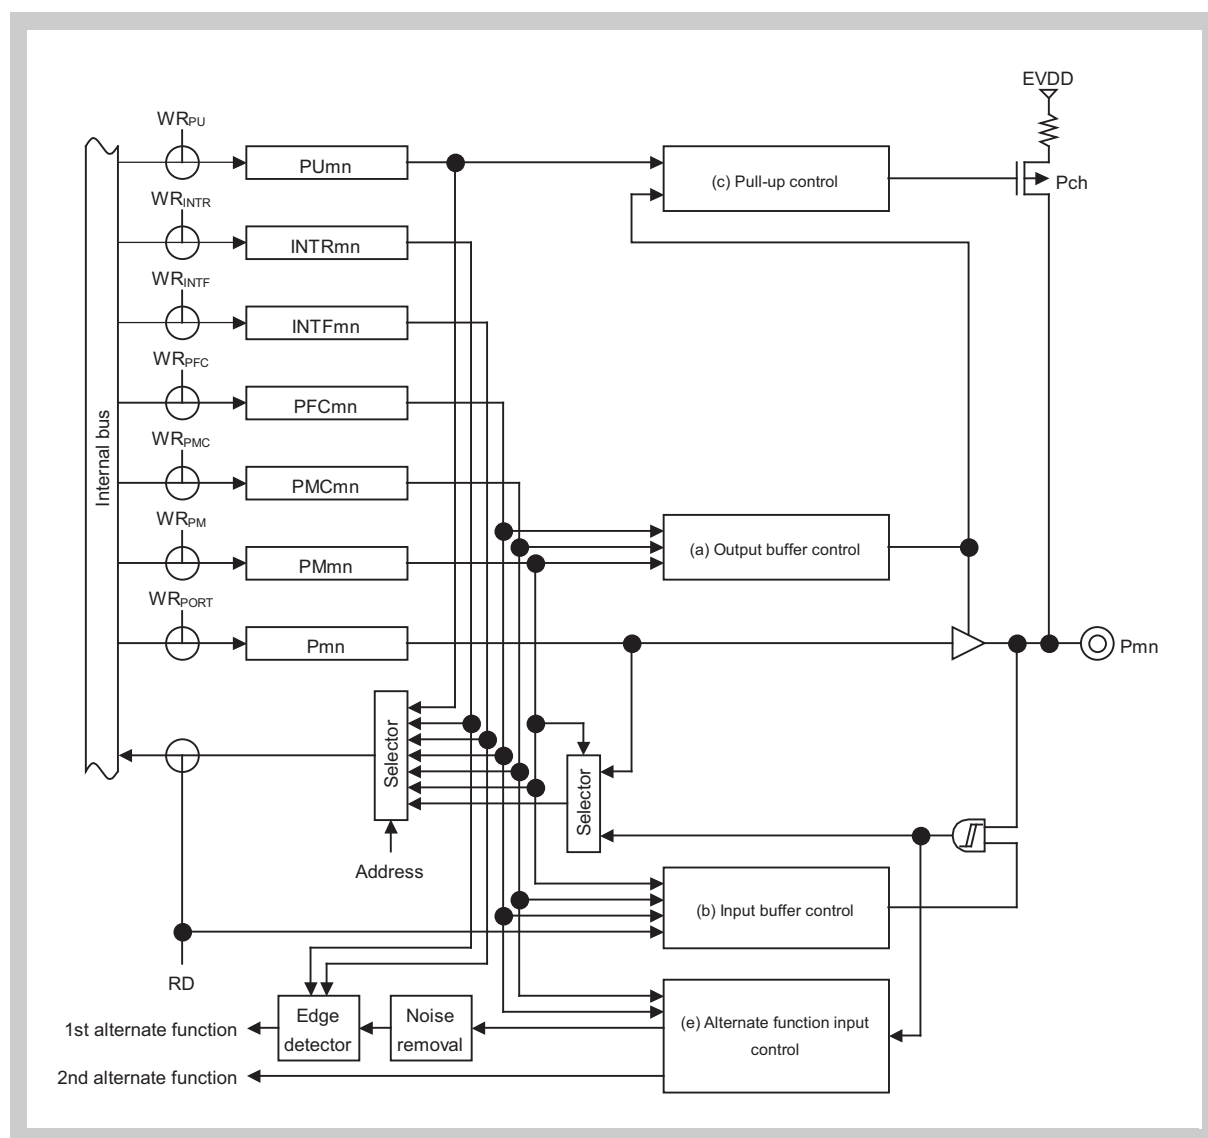 EVDD
WRPU
PUmn
(c) Pull-up control
Pch
WRINTR
INTRmn
WRINTF
INTFmn
WRPFC
PFCmn
Internal bus
WRPMC
PMCmn
WRPM
PMmn
(a) Output buffer control
WRPORT
Pmn
Pmn
Selector
Selector
Address
(b) Input buffer control
RD
Edge
detector
Noise
removal
(e) Alternate function input
control
1st alternate function
2nd alternate function